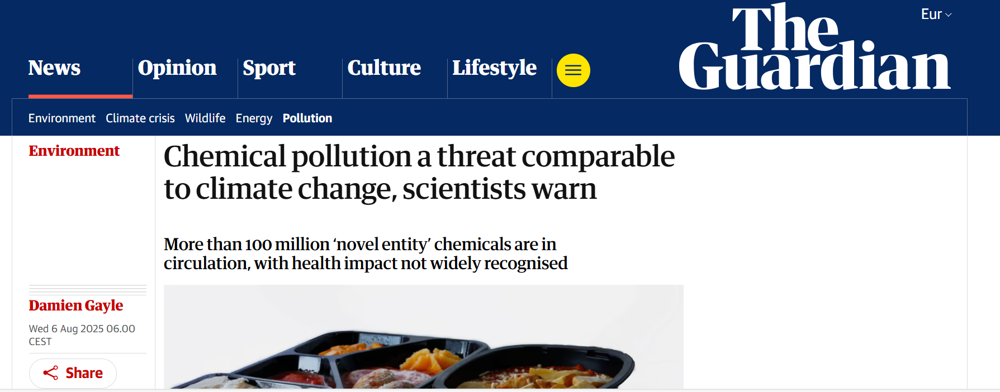 Eur
The
Guardian
News
Opinion
Sport
Culture
Lifestyle
Environment
Climate crisis
Wildlife
Energy
Pollution
Environment
Chemical pollution a threat comparable
to climate change, scientists warn
More than 100 million ‘novel entity’ chemicals are in
circulation, with health impact not widely recognised
Damien Gayle
Wed 6 Aug 2025 06.00
CEST
Share